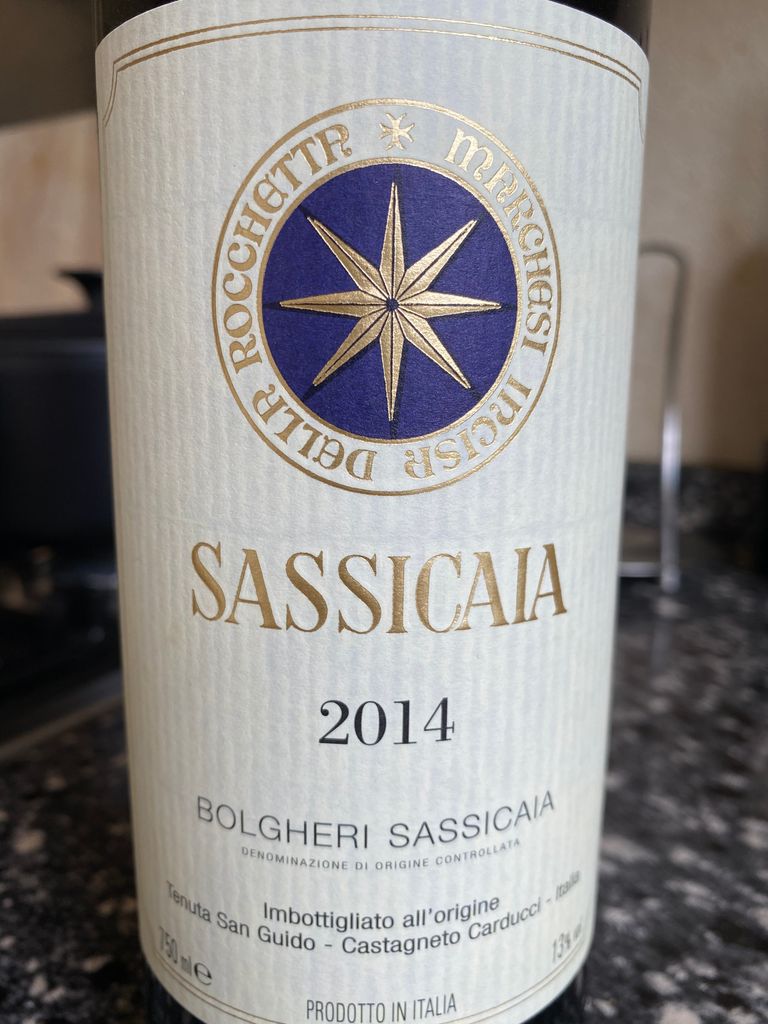 MARCHESI INCISA DELLA ROCCHETTA
SASSICAIA
2014
BOLGHERI SASSICAIA
DENOMINAZIONE DI ORIGINE CONTROLLATA
Imbottigliato all'origine
Tenuta San Guido - Castagneto Carducci - Italia
750 ml e 13% vol
PRODOTTO IN ITALIA